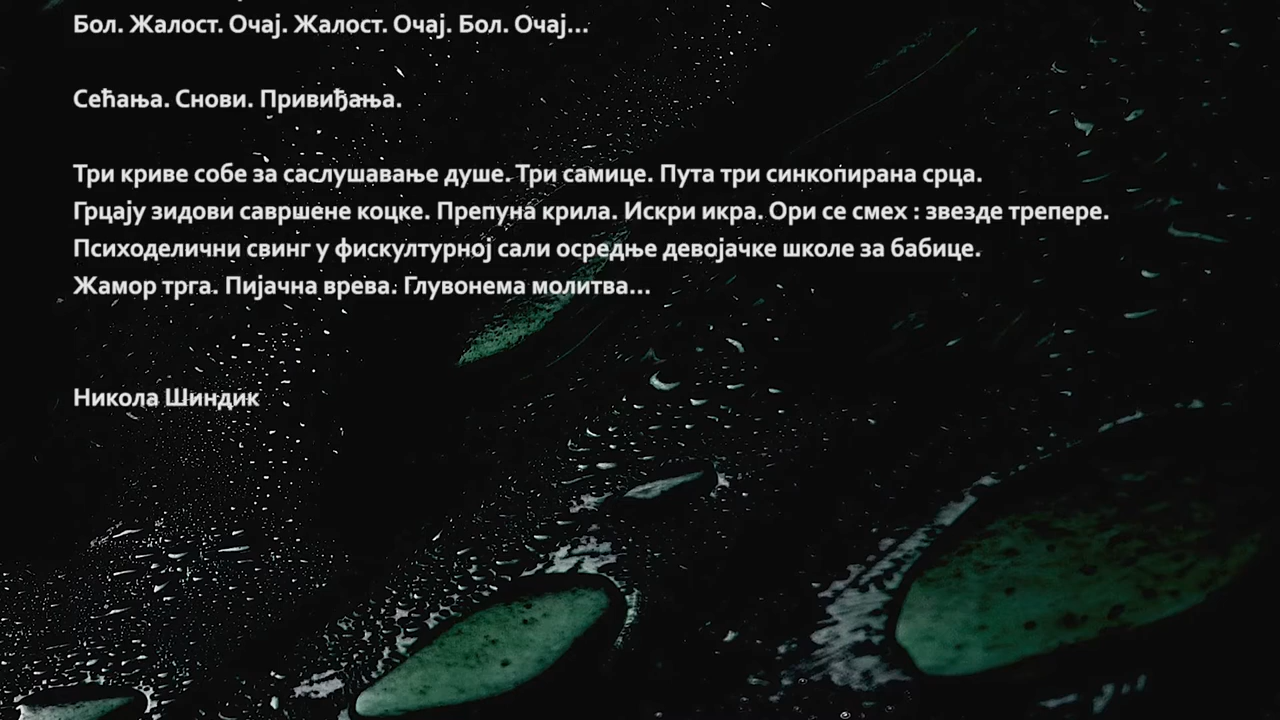 Бол. Жалост. Очај. Жалост. Очај. Бол. Очај...
Сећања. Снови. Привиђања.
Три криве собе за саслушавање душе. Три самице. Пута три синкопирана срца.
Грцају зидови савршене коцке. Препуна крила. Искри икра. Ори се смех : звезде трепере.
Психоделични свинг у фискултурној сали осредње девојачке школе за бабице.
Жамор трга. Пијачна врева. Глувонема молитва...
Никола Шиндик